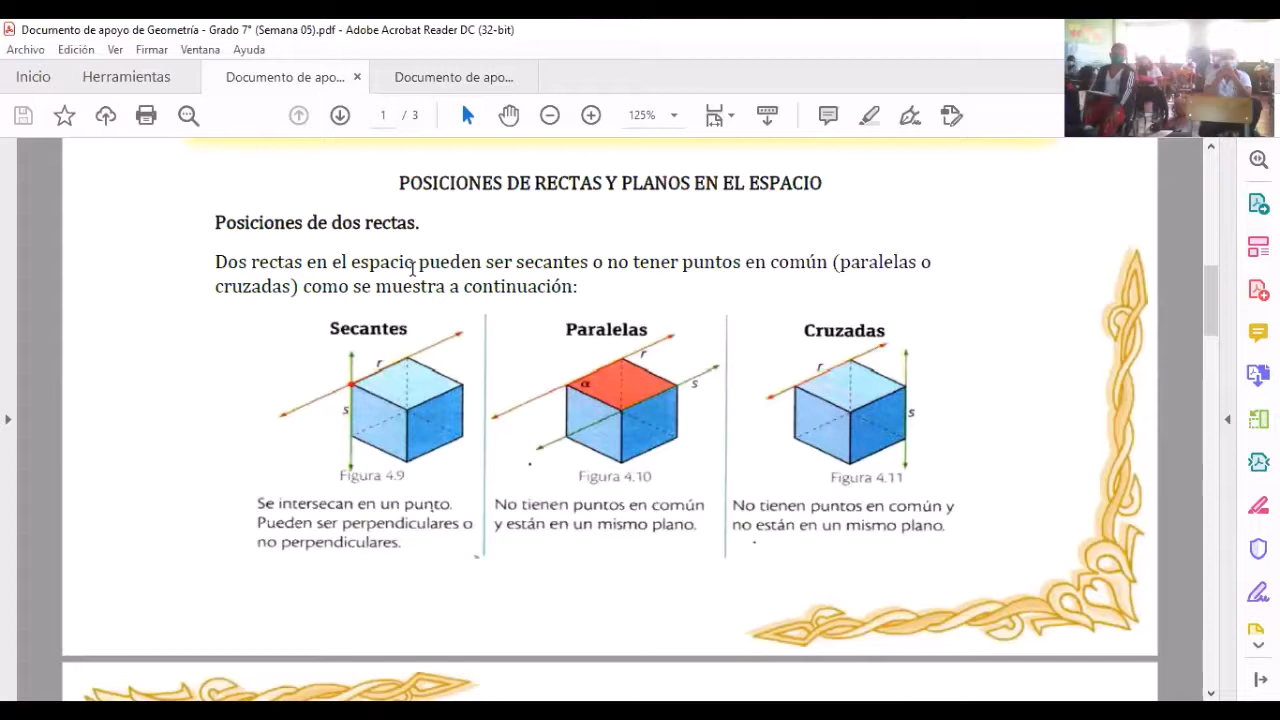 Documento de apoyo de Geometría - Grado 7° (Semana 05).pdf - Adobe Acrobat Reader DC (32-bit)
Archivo Edición Ver Firmar Ventana Ayuda
Inicio Herramientas Documento de apo... × Documento de apo...
1 / 3 125%
POSICIONES DE RECTAS Y PLANOS EN EL ESPACIO
Posiciones de dos rectas.
Dos rectas en el espacio pueden ser secantes o no tener puntos en común (paralelas o
cruzadas) como se muestra a continuación:
Secantes
r
s
Figura 4.9
Se intersecan en un punto.
Pueden ser perpendiculares o
no perpendiculares.
Paralelas
r
α
s
Figura 4.10
No tienen puntos en común
y están en un mismo plano.
Cruzadas
r
s
Figura 4.11
No tienen puntos en común y
no están en un mismo plano.